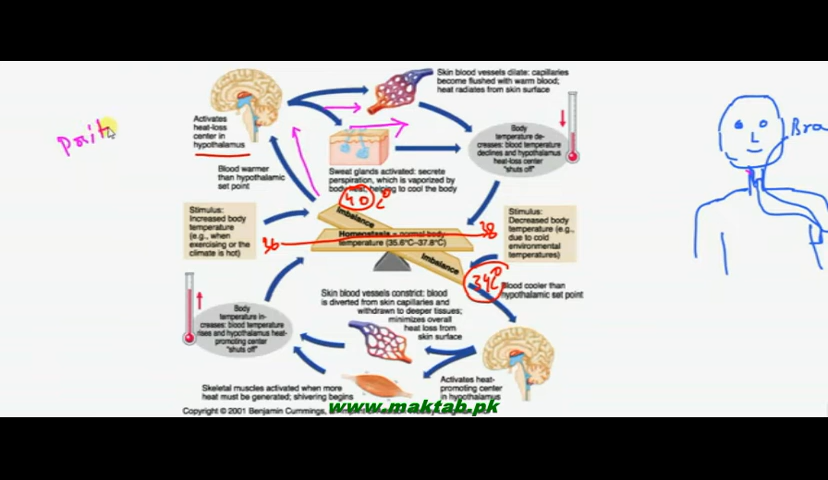 Skin blood vessels dilate: capillaries
become flushed with warm blood;
heat radiates from skin surface
Activates
heat-loss
center in
hypothalamus
Body
temperature de-
creases: blood temperature
declines and hypothalamus
heat-loss center
"shuts off"
Blood warmer
than hypothalamic
set point
Sweat glands activated: secrete
perspiration, which is vaporized by
body heat, helping to cool the body
40 C°
Imbalance
Stimulus:
Increased body
temperature
(e.g., when
exercising or the
climate is hot)
36
38
Homeostasis = normal body
temperature (35.6°C–37.8°C)
Imbalance
Stimulus:
Decreased body
temperature (e.g.,
due to cold
environmental
temperatures)
34C°
Blood cooler than
hypothalamic set point
Skin blood vessels constrict: blood
is diverted from skin capillaries and
withdrawn to deeper tissues;
minimizes overall
heat loss from
skin surface
Body
temperature in-
creases: blood temperature
rises and hypothalamus heat-
promoting center
"shuts off"
Activates heat-
promoting center
in hypothalamus
Skeletal muscles activated when more
heat must be generated; shivering begins
www.maktab.pk
Copyright © 2001 Benjamin Cummings, an imprint of
Bra